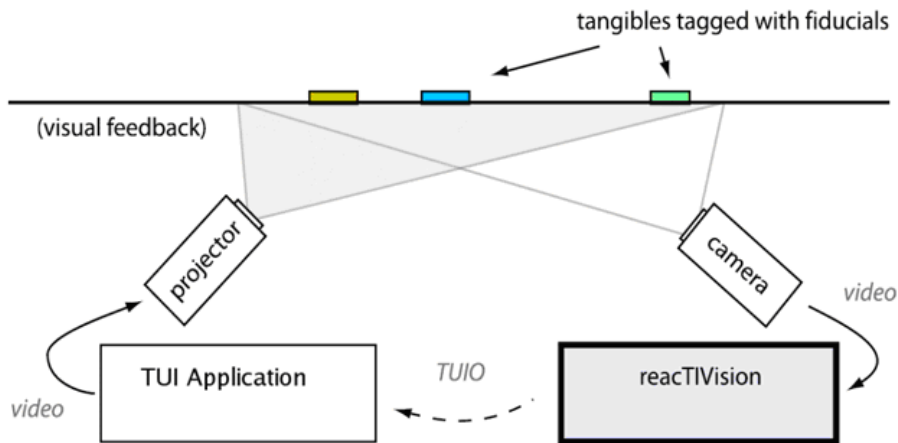 tangibles tagged with fiducials
(visual feedback)
projector
camera
video
TUI Application
TUIO
reacTIVision
video